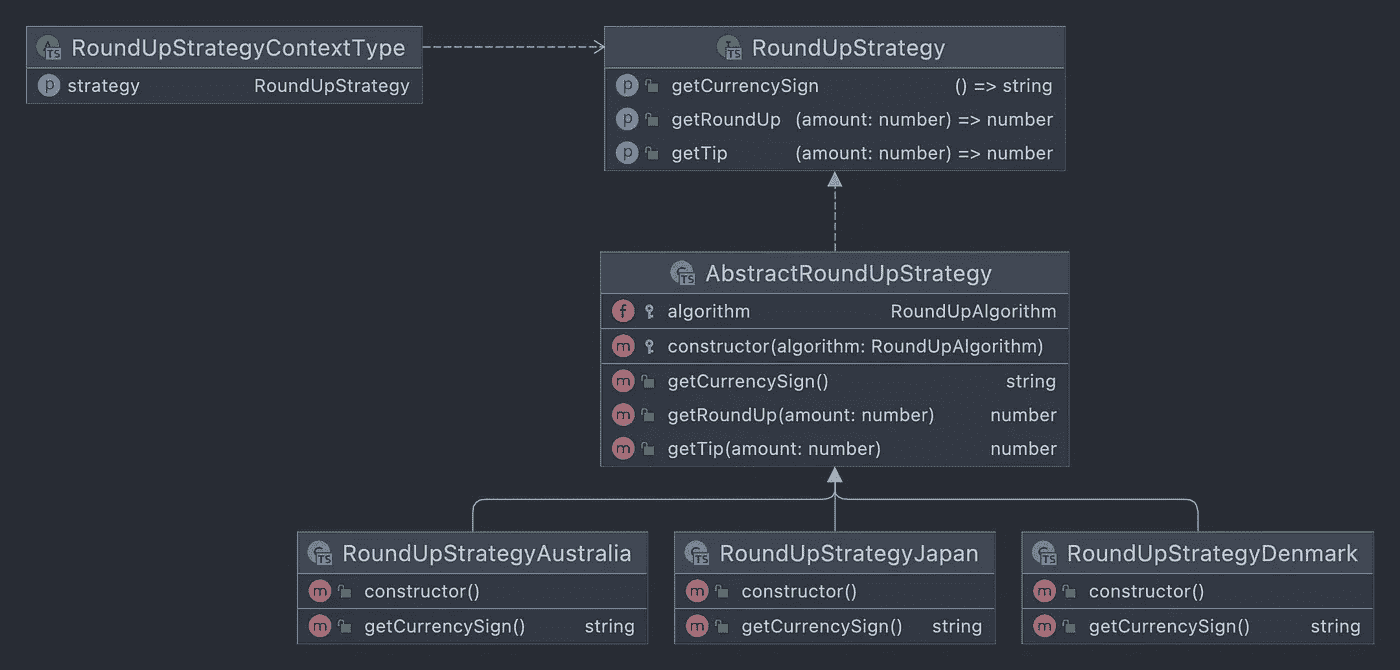 RoundUpStrategyContextType
p strategy RoundUpStrategy
RoundUpStrategy
p getCurrencySign () => string
p getRoundUp (amount: number) => number
p getTip (amount: number) => number
AbstractRoundUpStrategy
f algorithm RoundUpAlgorithm
m constructor(algorithm: RoundUpAlgorithm)
m getCurrencySign() string
m getRoundUp(amount: number) number
m getTip(amount: number) number
RoundUpStrategyAustralia
m constructor()
m getCurrencySign() string
RoundUpStrategyJapan
m constructor()
m getCurrencySign() string
RoundUpStrategyDenmark
m constructor()
m getCurrencySign() string